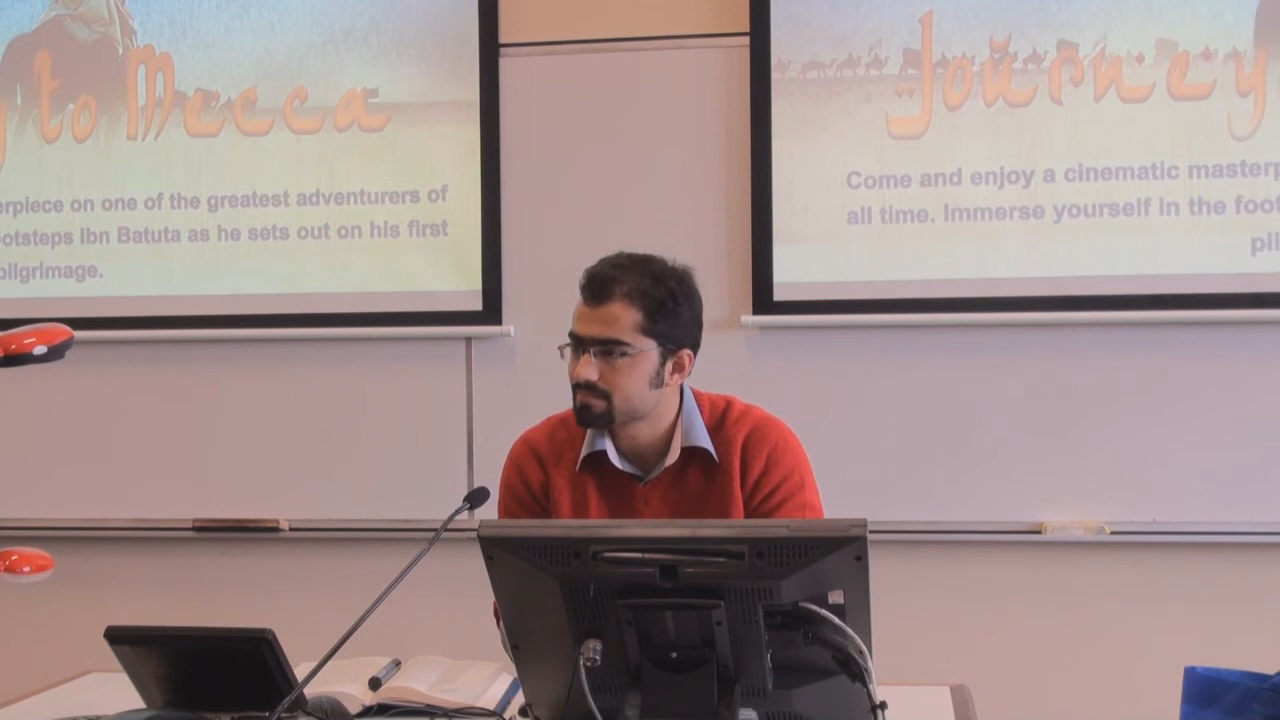 to Mecca
erpiece on one of the greatest adventurers of
otsteps Ibn Batuta as he sets out on his first
pilgrimage.
Journey
Come and enjoy a cinematic masterp
all time. Immerse yourself in the foot
pil